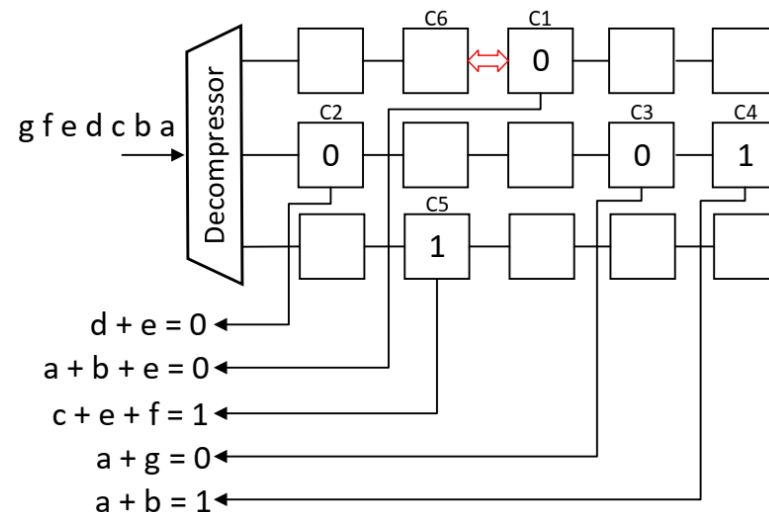 C6 C1
0
C2 C3 C4
g f e d c b a
Decompressor
0 0 1
C5
1
d + e = 0
a + b + e = 0
c + e + f = 1
a + g = 0
a + b = 1